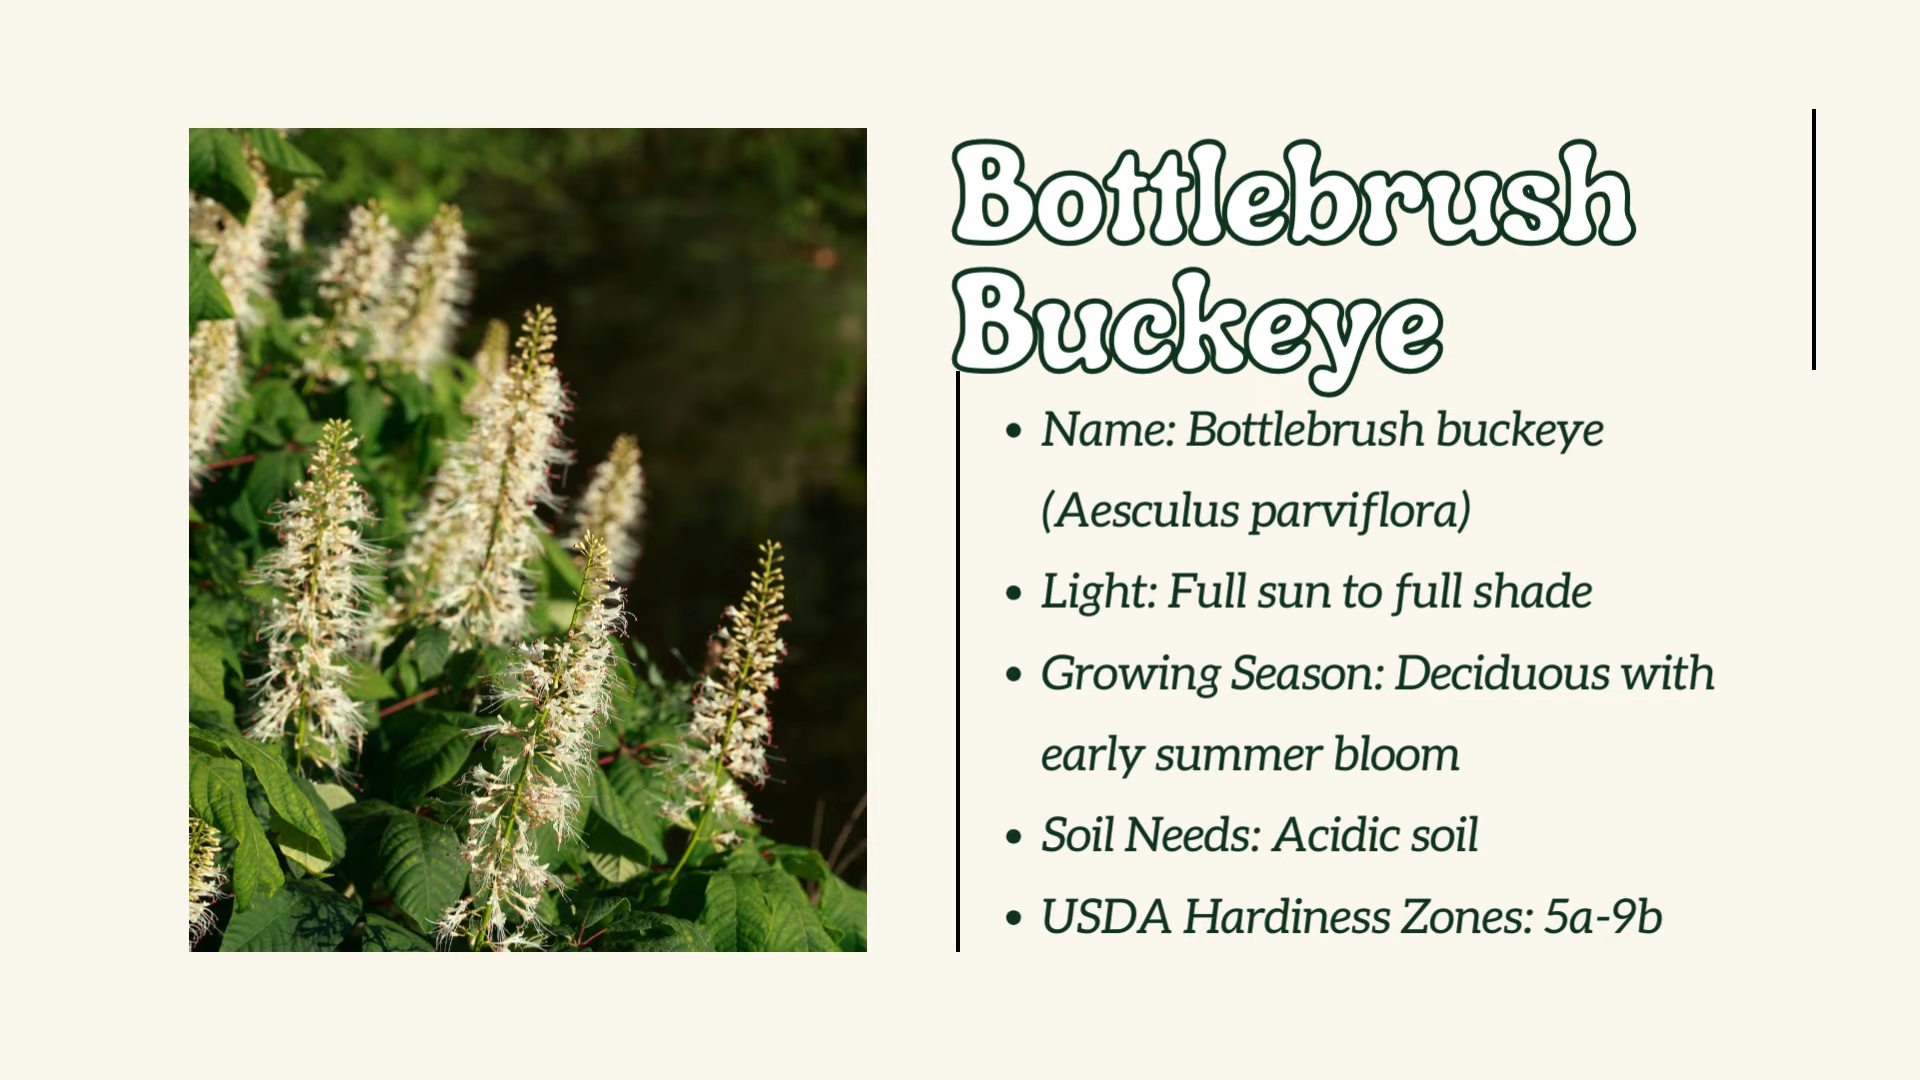 Bottlebrush
Buckeye
• Name: Bottlebrush buckeye
(Aesculus parviflora)
• Light: Full sun to full shade
• Growing Season: Deciduous with
early summer bloom
• Soil Needs: Acidic soil
• USDA Hardiness Zones: 5a-9b